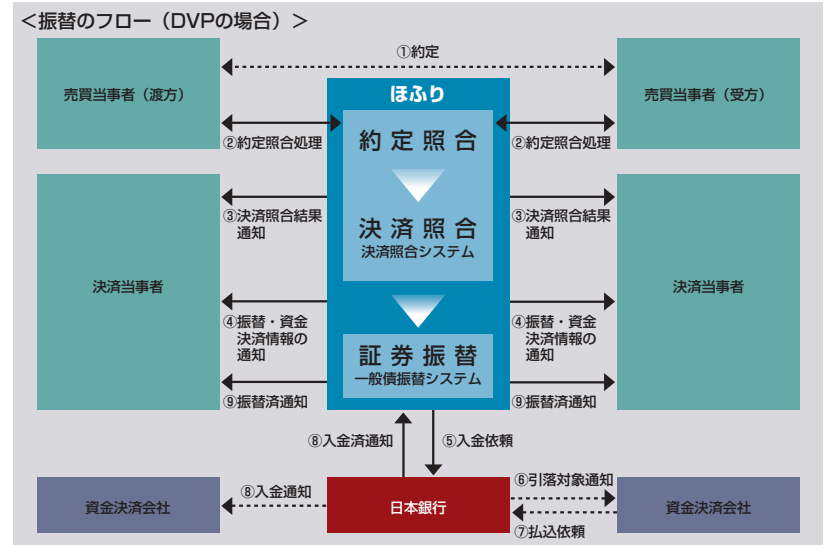 ＜振替のフロー（DVPの場合）＞
①約定
売買当事者（渡方）
ほふり
売買当事者（受方）
②約定照合処理
約定照合
②約定照合処理
③決済照合結果
通知
決済照合
決済照合システム
③決済照合結果
通知
決済当事者
決済当事者
④振替・資金
決済情報の
通知
④振替・資金
決済情報の
通知
証券振替
一般債振替システム
⑨振替済通知
⑨振替済通知
⑧入金済通知
⑤入金依頼
資金決済会社
⑧入金通知
日本銀行
⑥引落対象通知
⑦払込依頼
資金決済会社